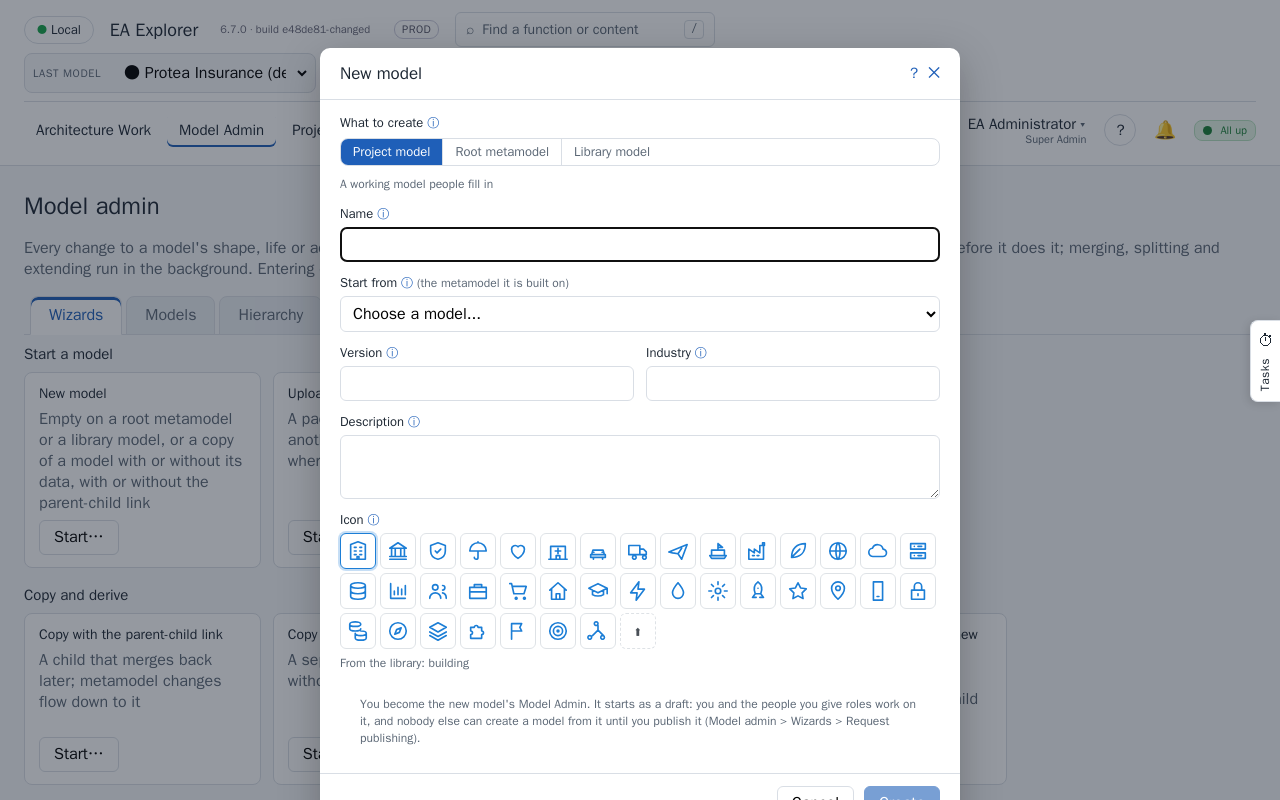 Local
EA Explorer
6.7.0 · build e48de81-changed
PROD
Find a function or content
/
LAST MODEL
Protea Insurance (de
Architecture Work
Model Admin
EA Administrator
Super Admin
?
All up
Model admin
Every change to a model's shape, life or
efore it does it; merging, splitting and
extending run in the background. Entering
Wizards
Models
Hierarchy
Start a model
New model
Empty on a root metamodel
or a library model, or a copy
of a model with or without its
data, with or without the
parent-child link
Start···
Copy and derive
Copy with the parent-child link
A child that merges back
later; metamodel changes
flow down to it
Start···
Copy
Tasks
New model
?
What to create ⓘ
Project model
Root metamodel
Library model
A working model people fill in
Name ⓘ
Start from ⓘ (the metamodel it is built on)
Choose a model...
Version ⓘ
Industry ⓘ
Description ⓘ
Icon ⓘ
From the library: building
You become the new model's Model Admin. It starts as a draft: you and the people you give roles work on
it, and nobody else can create a model from it until you publish it (Model admin > Wizards > Request
publishing).
Cancel
Create